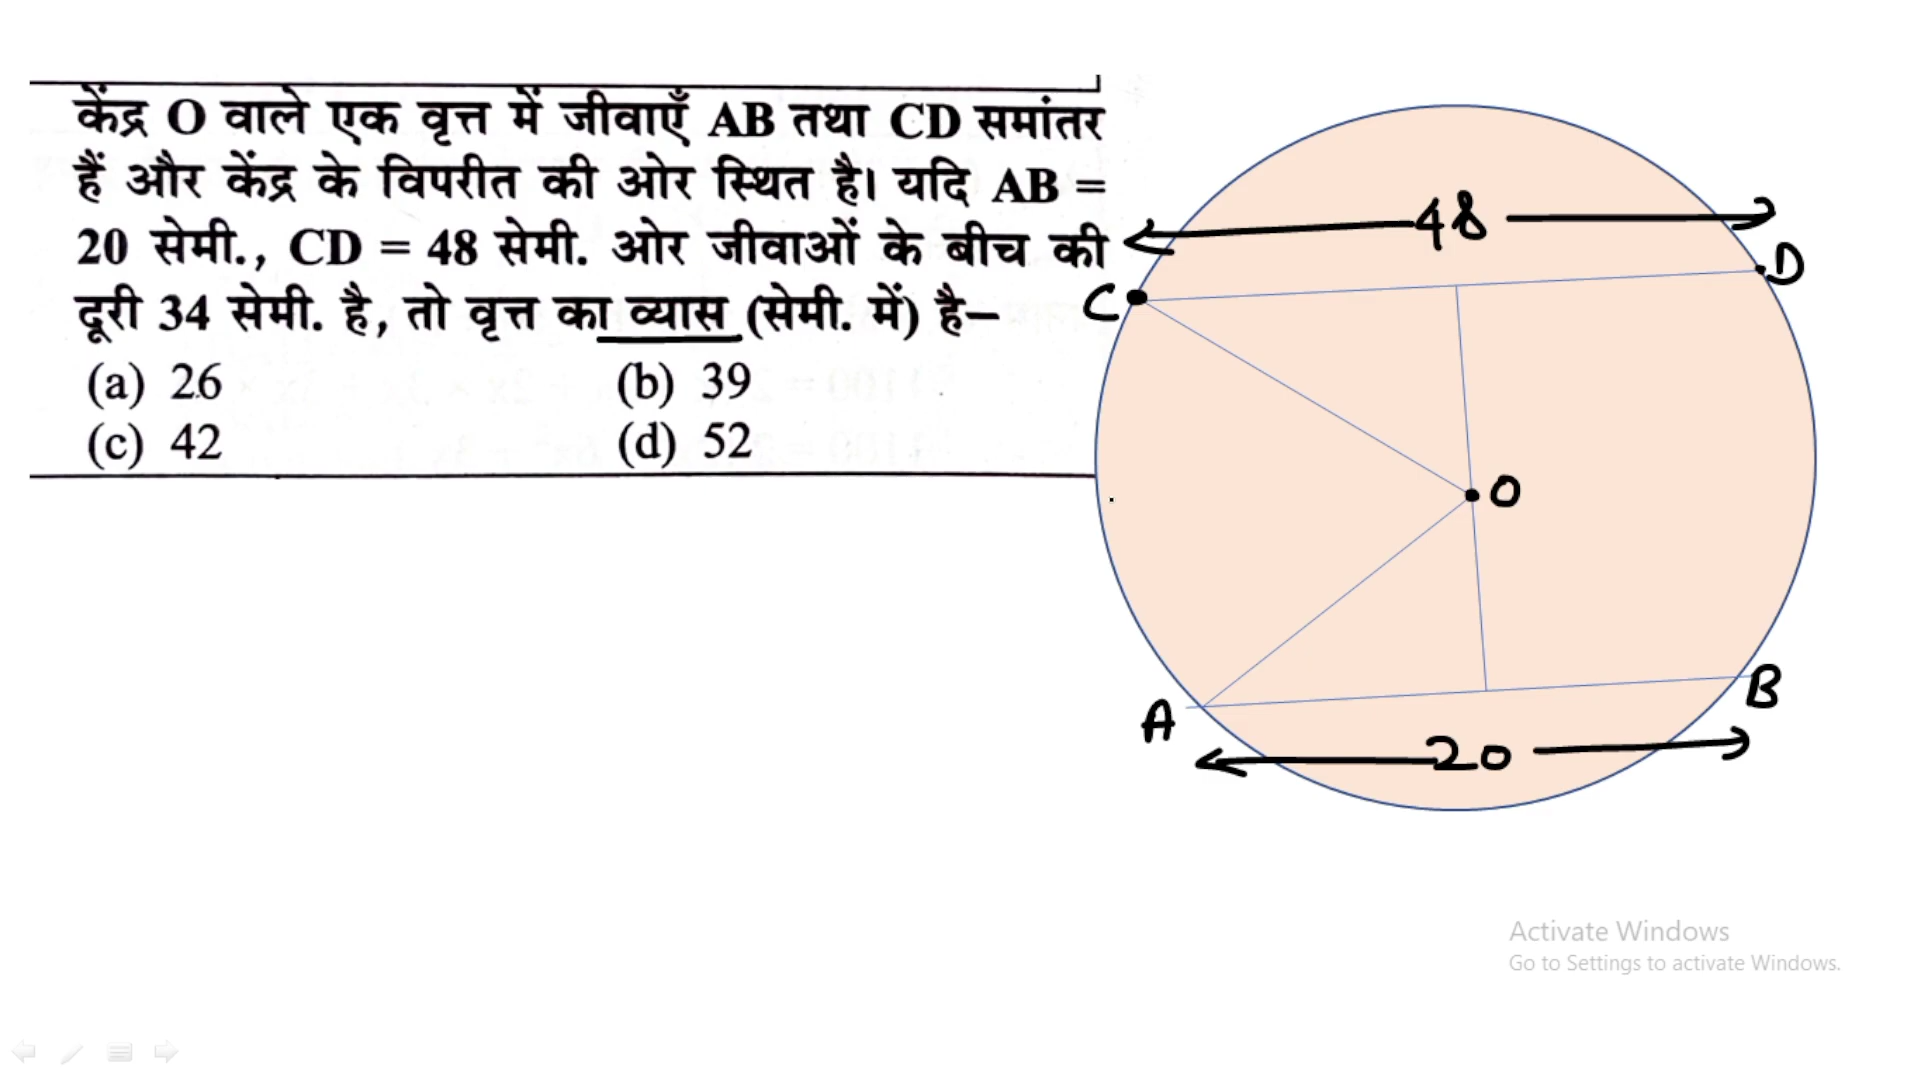 केंद्र O वाले एक वृत्त में जीवाएँ AB तथा CD समांतर
हैं और केंद्र के विपरीत की ओर स्थित है। यदि AB =
20 सेमी., CD = 48 सेमी. ओर जीवाओं के बीच की
दूरी 34 सेमी. है, तो वृत्त का व्यास (सेमी. में) है–
(a) 26 (b) 39
(c) 42 (d) 52
48
D
C
O
B
A
20
Activate Windows
Go to Settings to activate Windows.